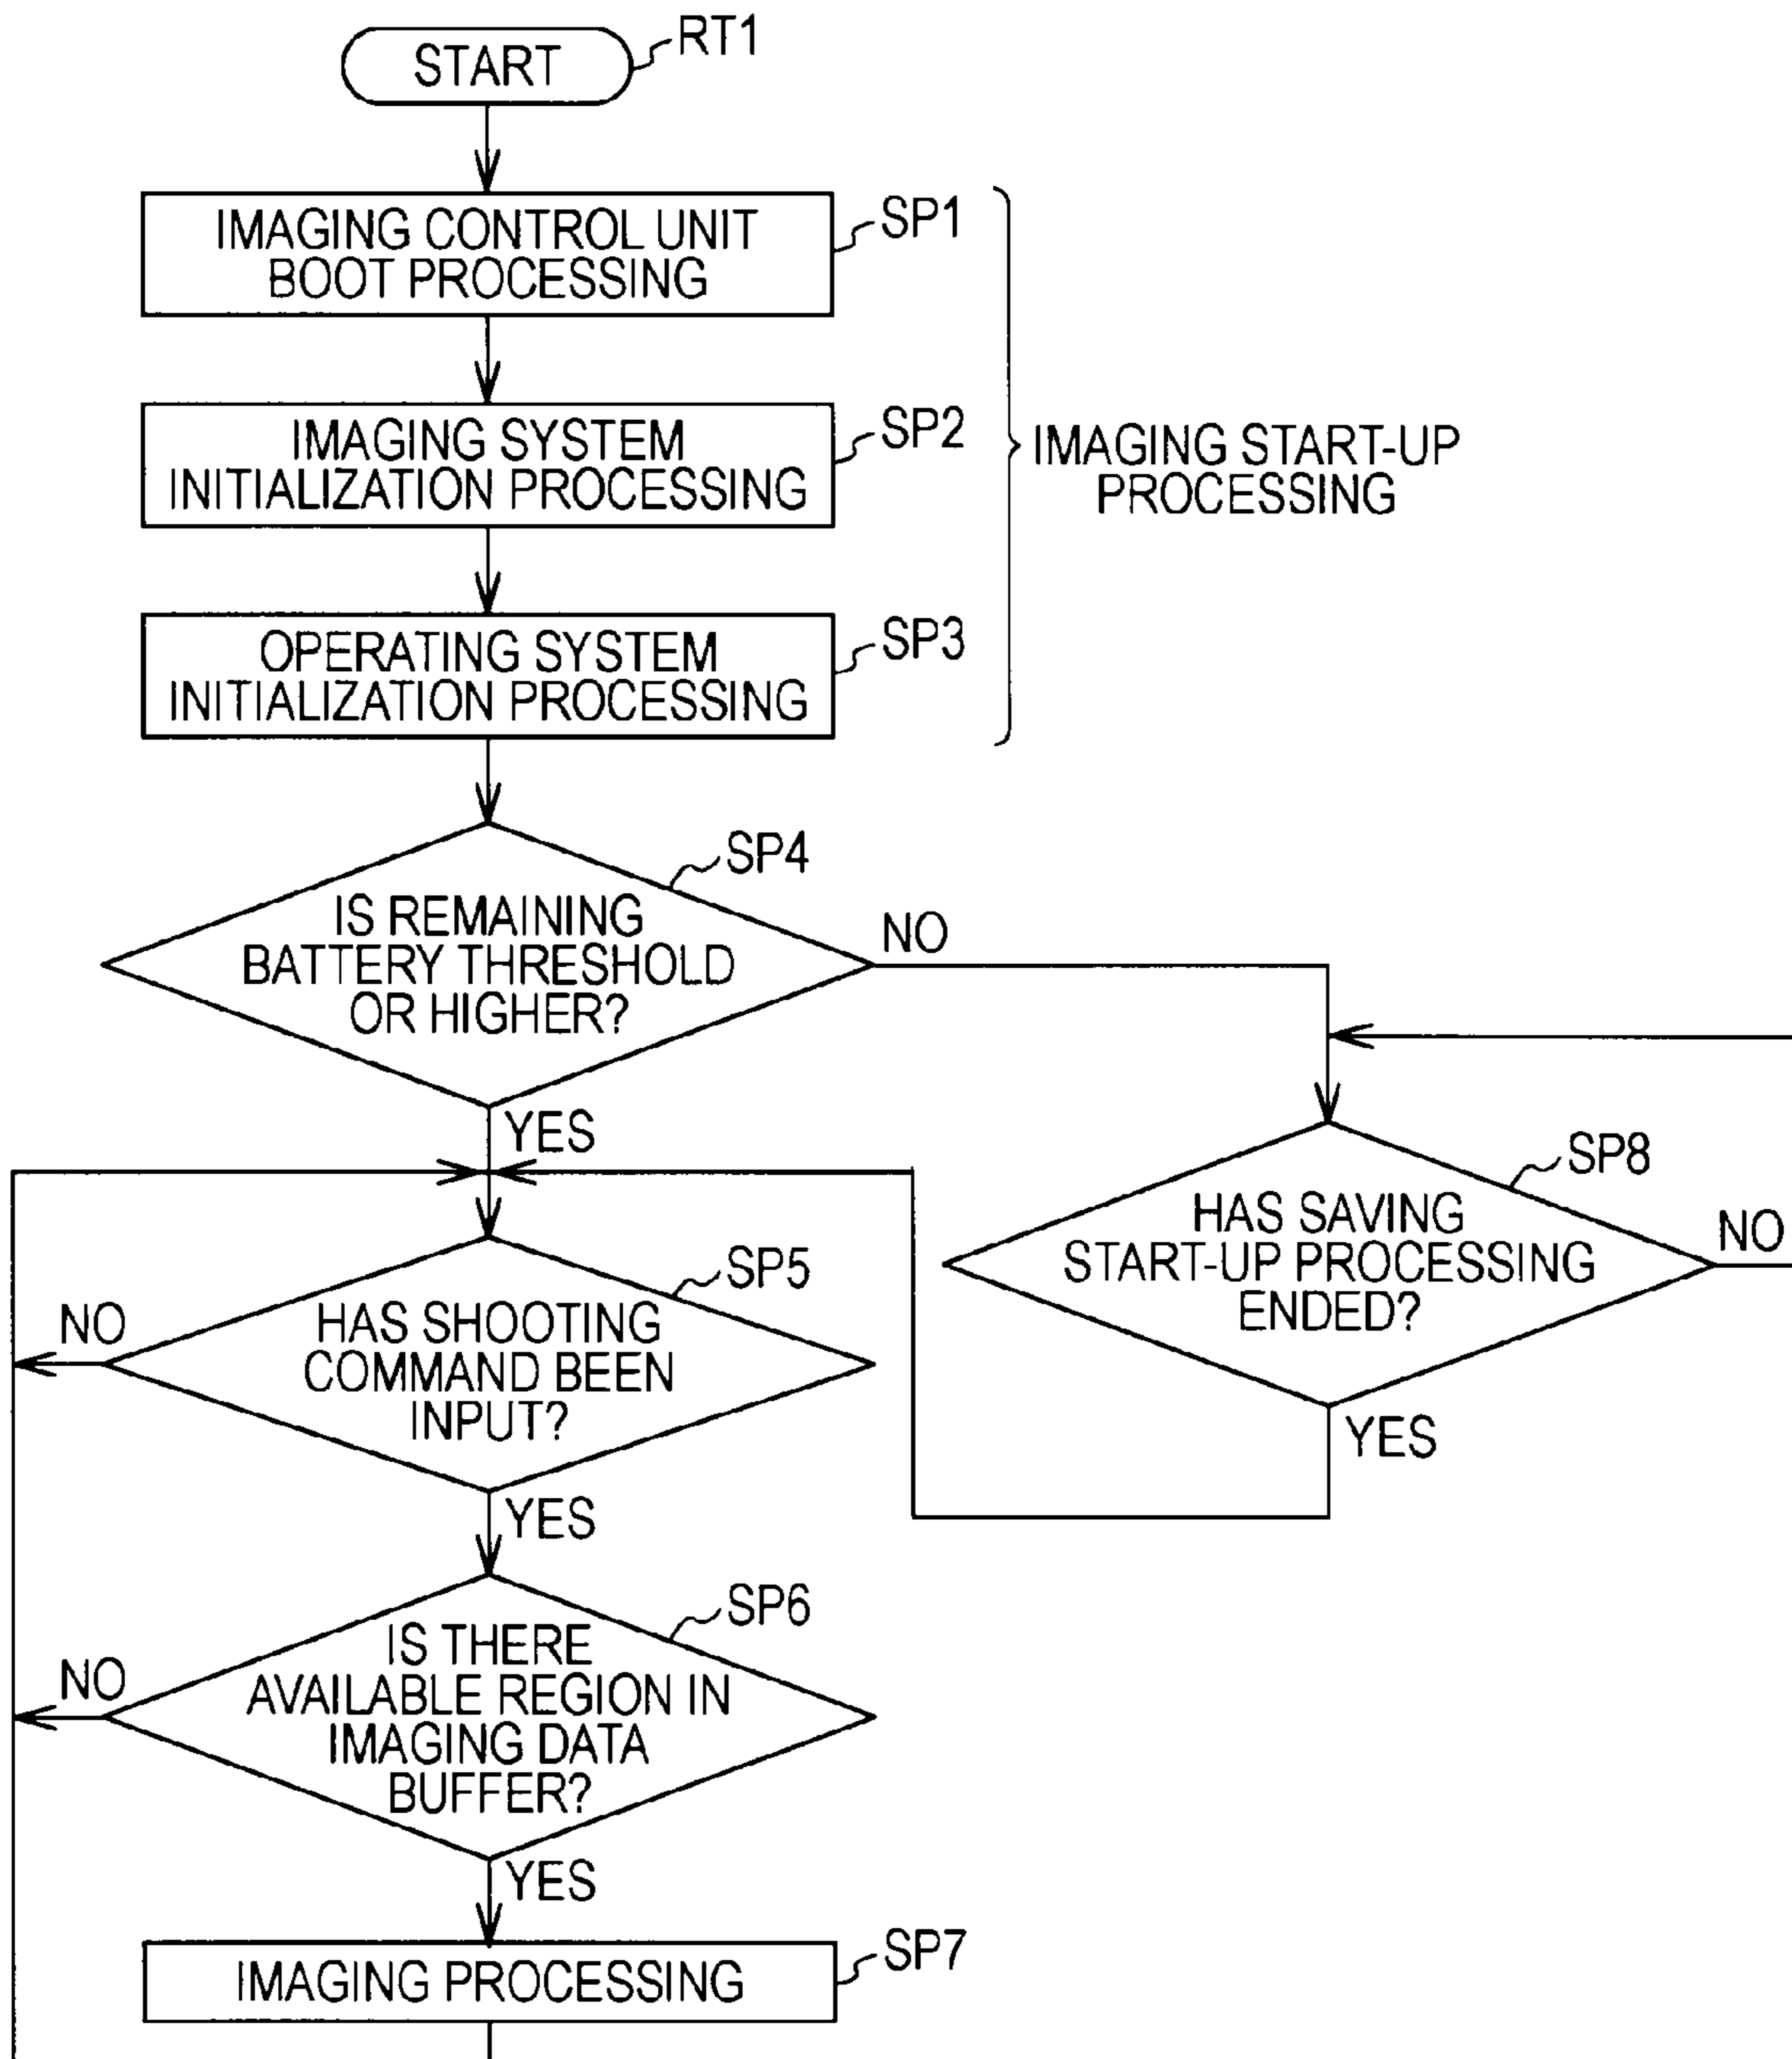 START
RT1
IMAGING CONTROL UNIT
BOOT PROCESSING
SP1
IMAGING SYSTEM
INITIALIZATION PROCESSING
SP2
IMAGING START-UP
PROCESSING
OPERATING SYSTEM
INITIALIZATION PROCESSING
SP3
SP4
IS REMAINING
BATTERY THRESHOLD
OR HIGHER?
NO
YES
SP8
HAS SAVING
START-UP PROCESSING
ENDED?
NO
YES
SP5
HAS SHOOTING
COMMAND BEEN
INPUT?
NO
YES
SP6
IS THERE
AVAILABLE REGION IN
IMAGING DATA
BUFFER?
NO
YES
SP7
IMAGING PROCESSING